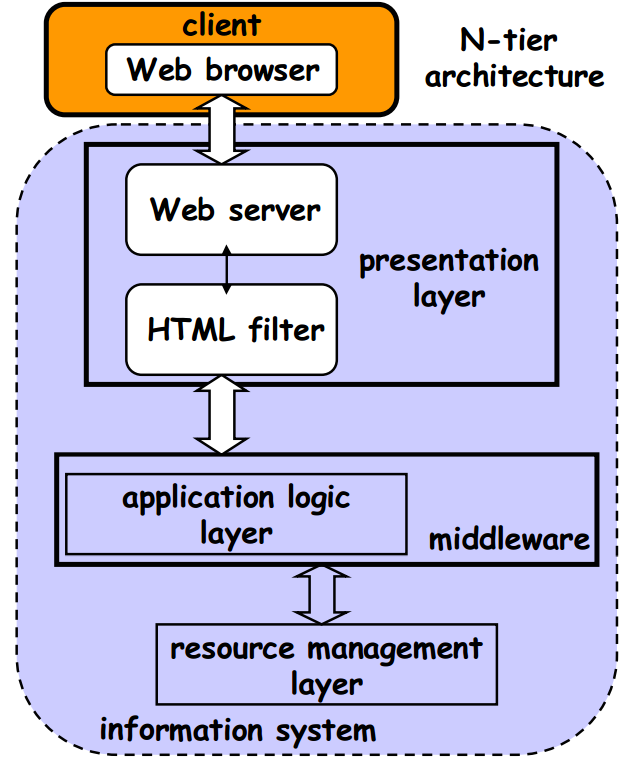 client
Web browser
N-tier
architecture
Web server
presentation
layer
HTML filter
application logic
layer
middleware
resource management
layer
information system